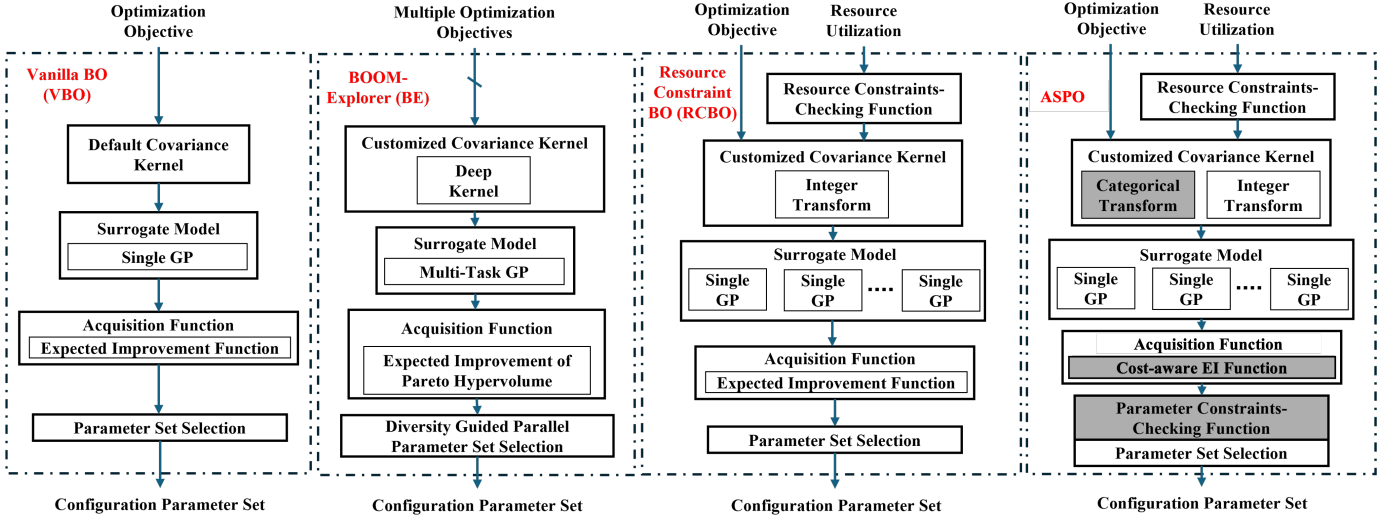 Optimization
Objective
Vanilla BO
(VBO)
Default Covariance
Kernel
Surrogate Model
Single GP
Acquisition Function
Expected Improvement Function
Parameter Set Selection
Configuration Parameter Set
Multiple Optimization
Objectives
BOOM-
Explorer (BE)
Customized Covariance Kernel
Deep
Kernel
Surrogate Model
Multi-Task GP
Acquisition Function
Expected Improvement of
Pareto Hypervolume
Diversity Guided Parallel
Parameter Set Selection
Configuration Parameter Set
Optimization
Objective
Resource
Utilization
Resource
Constraint
BO (RCBO)
Resource Constraints-
Checking Function
Customized Covariance Kernel
Integer
Transform
Surrogate Model
Single
GP
Single
GP
....
Single
GP
Acquisition Function
Expected Improvement Function
Parameter Set Selection
Configuration Parameter Set
Optimization
Objective
Resource
Utilization
ASPO
Resource Constraints-
Checking Function
Customized Covariance Kernel
Categorical
Transform
Integer
Transform
Surrogate Model
Single
GP
Single
GP
....
Single
GP
Acquisition Function
Cost-aware EI Function
Parameter Constraints-
Checking Function
Parameter Set Selection
Configuration Parameter Set